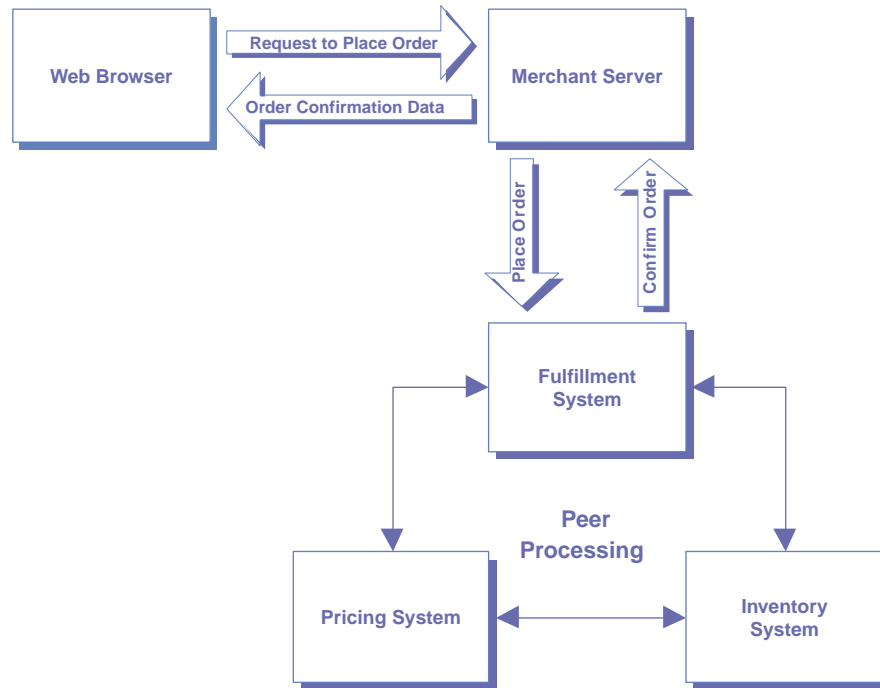 Web Browser
Request to Place Order
Merchant Server
Order Confirmation Data
Place Order
Confirm Order
Fulfillment
System
Peer
Processing
Pricing System
Inventory
System